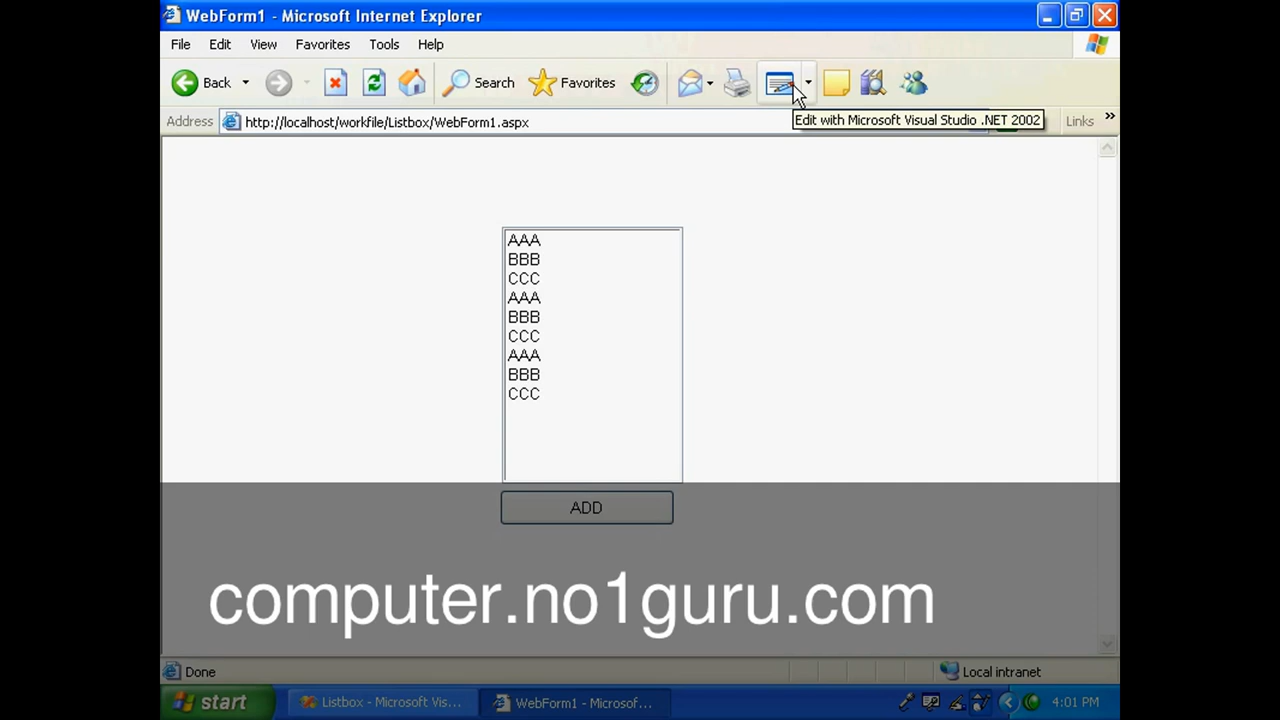 WebForm1 - Microsoft Internet Explorer
File Edit View Favorites Tools Help
Back Search Favorites
Address http://localhost/workfile/Listbox/WebForm1.aspx Links »
Edit with Microsoft Visual Studio .NET 2002
AAA
BBB
CCC
AAA
BBB
CCC
AAA
BBB
CCC
ADD
computer.no1guru.com
Done Local intranet
start Listbox - Microsoft Vis... WebForm1 - Microsof... 4:01 PM